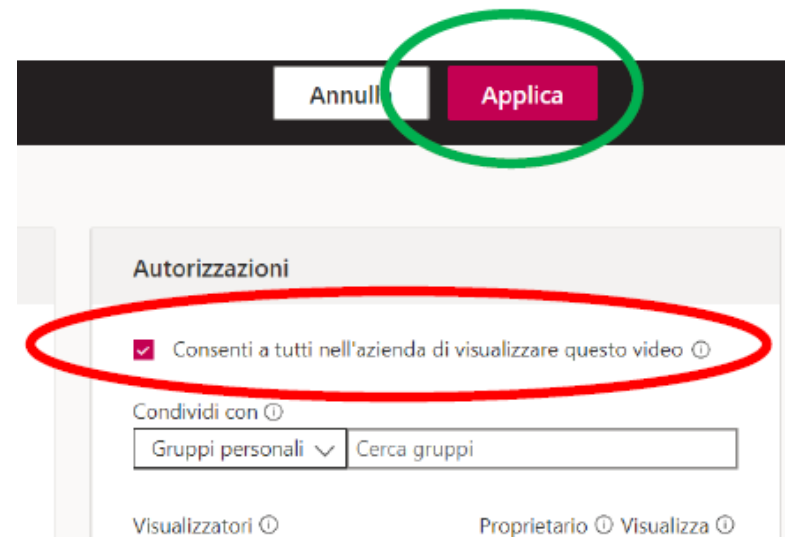 Annulla Applica
Autorizzazioni
Consenti a tutti nell'azienda di visualizzare questo video
Condividi con
Gruppi personali Cerca gruppi
Visualizzatori Proprietario Visualizza